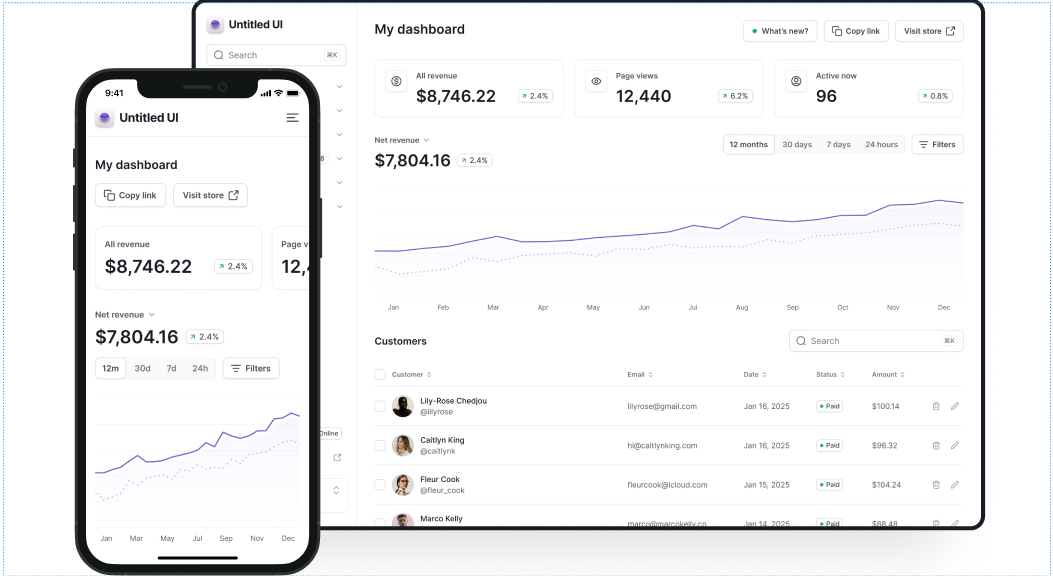 Untitled UI
Search
⌘K
My dashboard
What's new?
Copy link
Visit store
All revenue
$8,746.22
2.4%
Page views
12,440
6.2%
Active now
96
0.8%
Net revenue
$7,804.16
2.4%
12 months
30 days
7 days
24 hours
Filters
Jan
Feb
Mar
Apr
May
Jun
Jul
Aug
Sep
Oct
Nov
Dec
Customers
Search
⌘K
Customer
Email
Date
Status
Amount
Lily-Rose Chedjou
@lilyrose
lilyrose@gmail.com
Jan 16, 2025
Paid
$100.14
Caitlyn King
@caitlynk
hi@caitlynking.com
Jan 16, 2025
Paid
$96.32
Fleur Cook
@fleur_cook
fleurcook@icloud.com
Jan 15, 2025
Paid
$104.24
Marco Kelly
marco@marcokelly.co
Jan 14, 2025
Paid
$88.48
8
Online
9:41
Untitled UI
My dashboard
Copy link
Visit store
All revenue
$8,746.22
2.4%
Page v
12,4
Net revenue
$7,804.16
2.4%
12m
30d
7d
24h
Filters
Jan
Mar
May
Jul
Sep
Nov
Dec